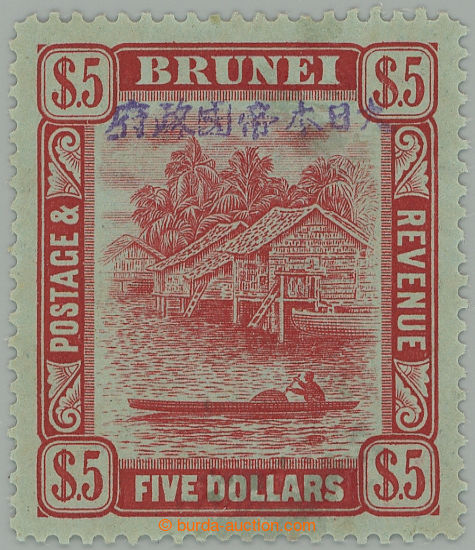 $.5 BRUNEI $.5
大日本帝國政府
POSTAGE & REVENUE
$.5 FIVE DOLLARS $.5
© burda-auction.com